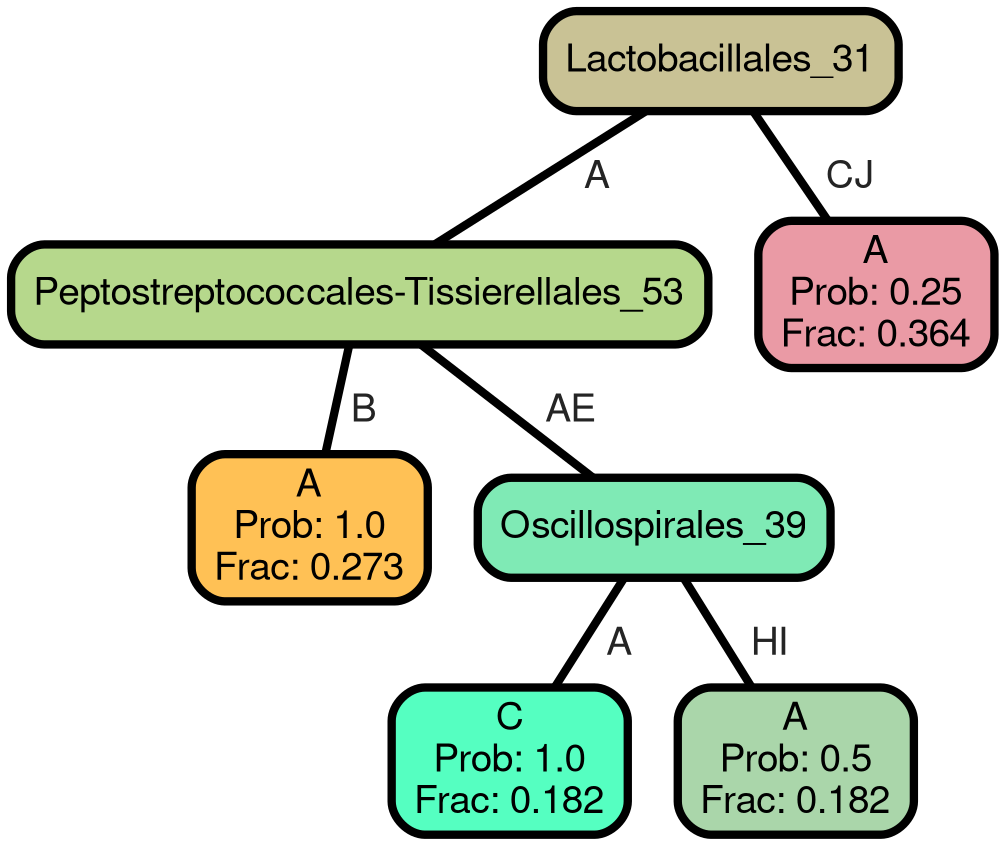 Lactobacillales_31
A
CJ
Peptostreptococcales-Tissierellales_53
A
Prob: 0.25
Frac: 0.364
B
AE
A
Prob: 1.0
Frac: 0.273
Oscillospirales_39
A
HI
C
Prob: 1.0
Frac: 0.182
A
Prob: 0.5
Frac: 0.182